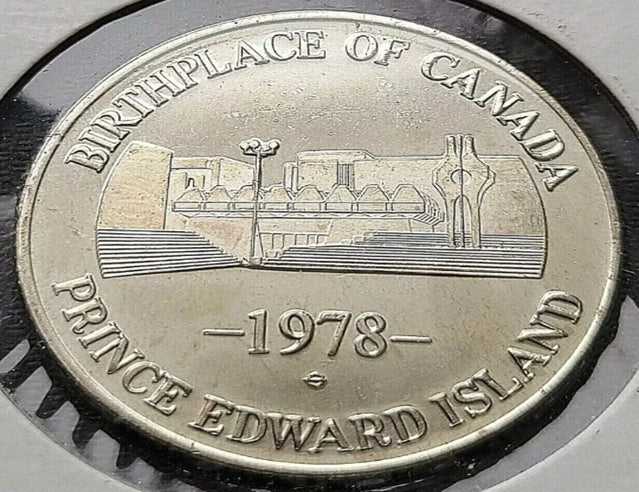 BIRTHPLACE OF CANADA
–1978–
PRINCE EDWARD ISLAND